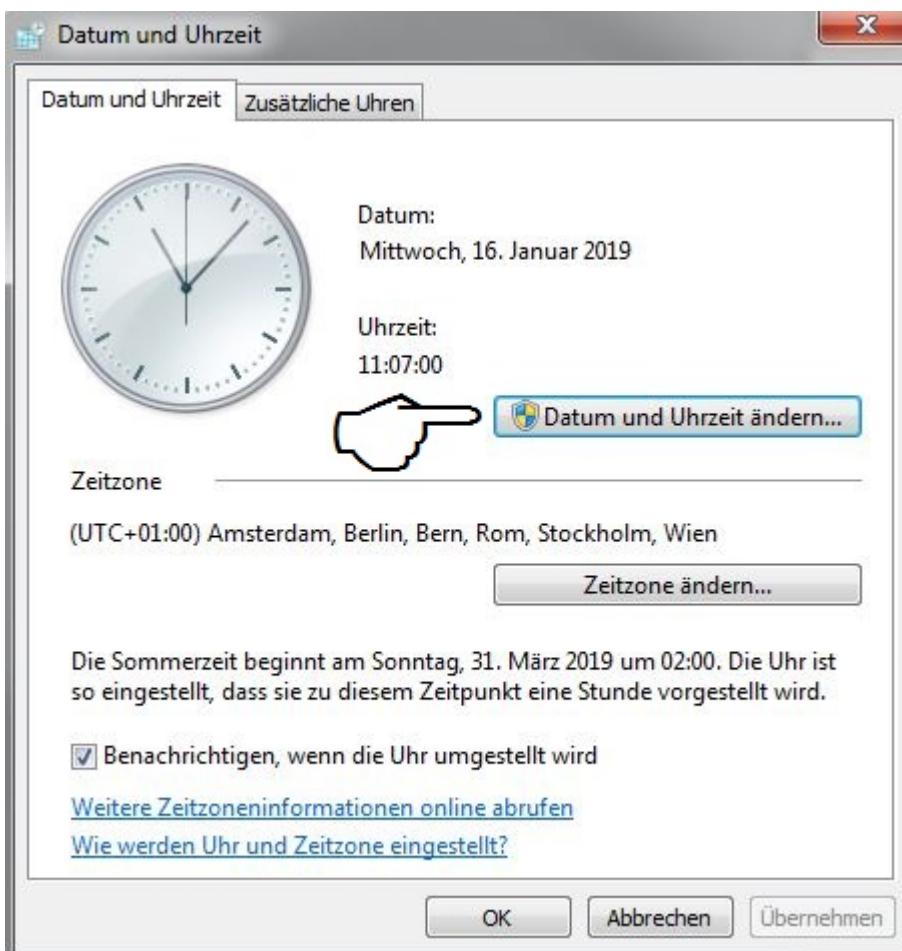 Datum und Uhrzeit
Datum und Uhrzeit
Zusätzliche Uhren
Datum:
Mittwoch, 16. Januar 2019
Uhrzeit:
11:07:00
Datum und Uhrzeit ändern...
Zeitzone
(UTC+01:00) Amsterdam, Berlin, Bern, Rom, Stockholm, Wien
Zeitzone ändern...
Die Sommerzeit beginnt am Sonntag, 31. März 2019 um 02:00. Die Uhr ist
so eingestellt, dass sie zu diesem Zeitpunkt eine Stunde vorgestellt wird.
Benachrichtigen, wenn die Uhr umgestellt wird
Weitere Zeitzoneninformationen online abrufen
Wie werden Uhr und Zeitzone eingestellt?
OK
Abbrechen
Übernehmen